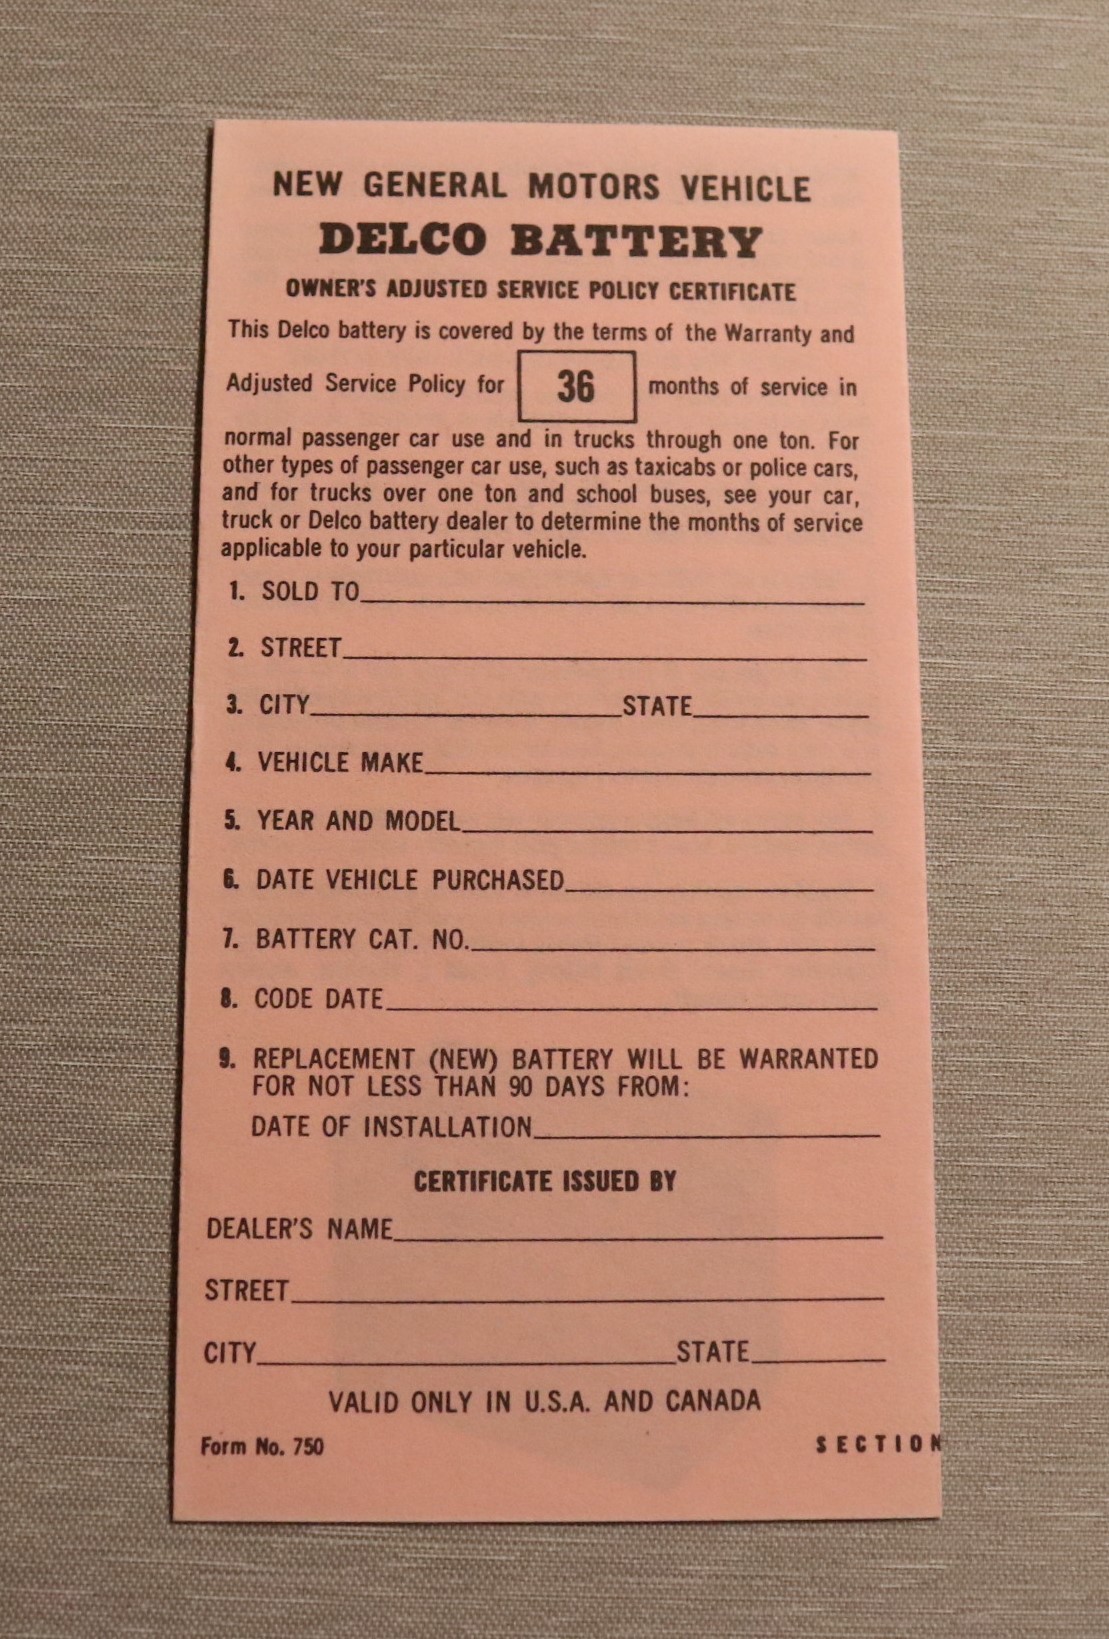 NEW GENERAL MOTORS VEHICLE
DELCO BATTERY
OWNER'S ADJUSTED SERVICE POLICY CERTIFICATE
This Delco battery is covered by the terms of the Warranty and
Adjusted Service Policy for 36 months of service in
normal passenger car use and in trucks through one ton. For
other types of passenger car use, such as taxicabs or police cars,
and for trucks over one ton and school buses, see your car,
truck or Delco battery dealer to determine the months of service
applicable to your particular vehicle.
1. SOLD TO
2. STREET
3. CITY STATE
4. VEHICLE MAKE
5. YEAR AND MODEL
6. DATE VEHICLE PURCHASED
7. BATTERY CAT. NO.
8. CODE DATE
9. REPLACEMENT (NEW) BATTERY WILL BE WARRANTED
FOR NOT LESS THAN 90 DAYS FROM:
DATE OF INSTALLATION
CERTIFICATE ISSUED BY
DEALER'S NAME
STREET
CITY STATE
VALID ONLY IN U.S.A. AND CANADA
Form No. 750 SECTION